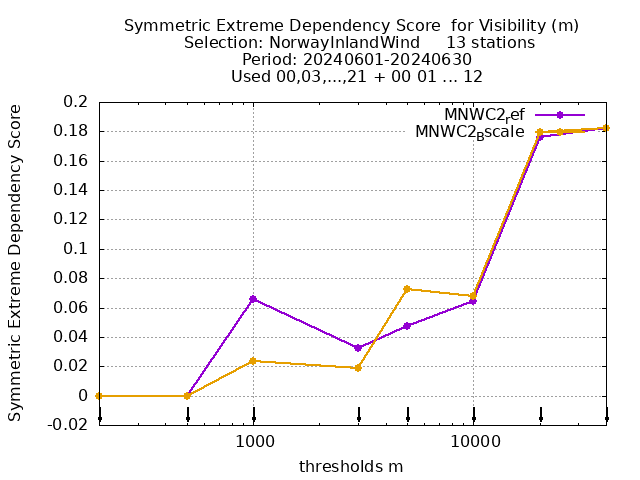 Symmetric Extreme Dependency Score for Visibility (m)
Selection: NorwayInlandWind 13 stations
Period: 20240601-20240630
Used 00,03,...,21 + 00 01 ... 12
MNWC2ref
MNWC2Bscale
Symmetric Extreme Dependency Score
0.2
0.18
0.16
0.14
0.12
0.1
0.08
0.06
0.04
0.02
0
-0.02
1000 10000
thresholds m